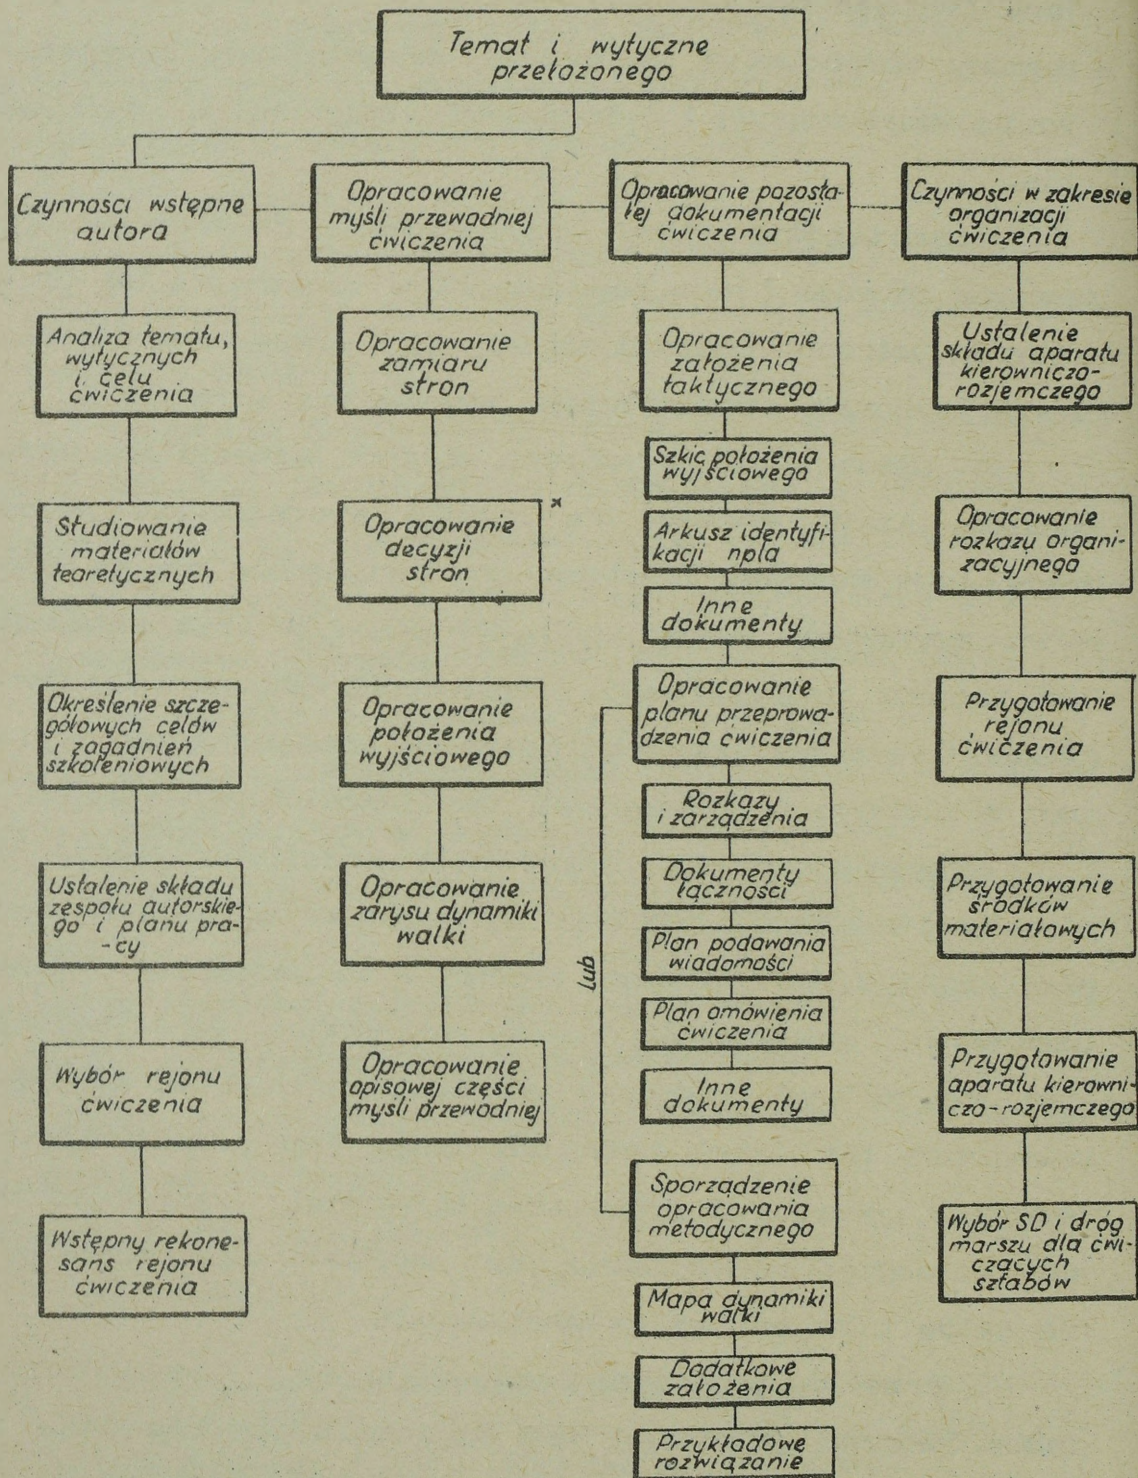 Temat i wytyczne
przełożonego
Czynności wstępne
autora
Opracowanie
myśli przewodniej
ćwiczenia
Opracowanie pozosta-
łej dokumentacji
ćwiczenia
Czynności w zakresie
organizacji
ćwiczenia
Analiza tematu,
wytycznych
i celu
ćwiczenia
Studiowanie
materiałów
teoretycznych
Określenie szcze-
gółowych celów
i zagadnień
szkoleniowych
Ustalenie składu
zespołu autorskie-
go i planu pra-
-cy
Wybór rejonu
ćwiczenia
Wstępny rekone-
sans rejonu
ćwiczenia
Opracowanie
zamiaru
stron
x
Opracowanie
decyzji
stron
Opracowanie
położenia
wyjściowego
Opracowanie
zarysu dynamiki
walki
Opracowanie
opisowej części
myśli przewodniej
Opracowanie
założenia
taktycznego
Szkic położenia
wyjściowego
Arkusz identyfi-
kacji npla
Inne
dokumenty
Opracowanie
planu przeprowa-
dzenia ćwiczenia
lub
Rozkazy
i zarządzenia
Dokumenty
łączności
Plan podawania
wiadomości
Plan omówienia
ćwiczenia
Inne
dokumenty
Sporządzenie
opracowania
metodycznego
Mapa dynamiki
walki
Dodatkowe
założenia
Przykładowe
rozwiązanie
Ustalenie
składu aparatu
kierowniczo-
rozjemczego
Opracowanie
rozkazu organi-
zacyjnego
Przygotowanie
rejonu
ćwiczenia
Przygotowanie
środków
materiałowych
Przygotowanie
aparatu kierowni-
czo-rozjemczego
Wybór SD i dróg
marszu dla ćwi-
czących
sztabów